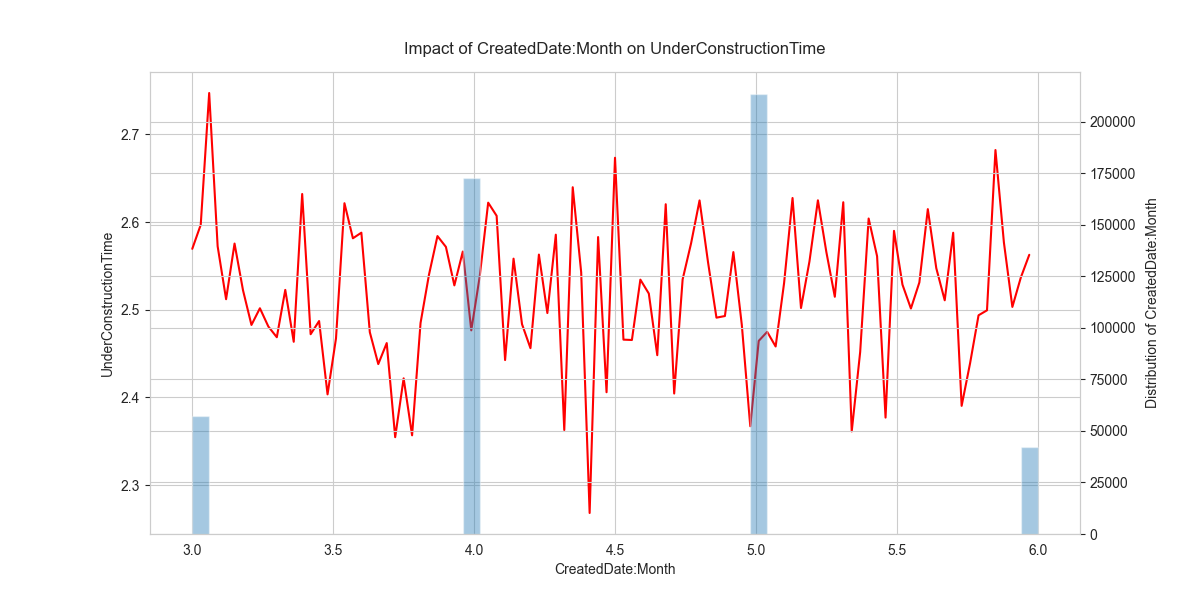 Impact of CreatedDate:Month on UnderConstructionTime
UnderConstructionTime
2.7
2.6
2.5
2.4
2.3
200000
175000
150000
125000
100000
75000
50000
25000
0
Distribution of CreatedDate:Month
3.0 3.5 4.0 4.5 5.0 5.5 6.0
CreatedDate:Month